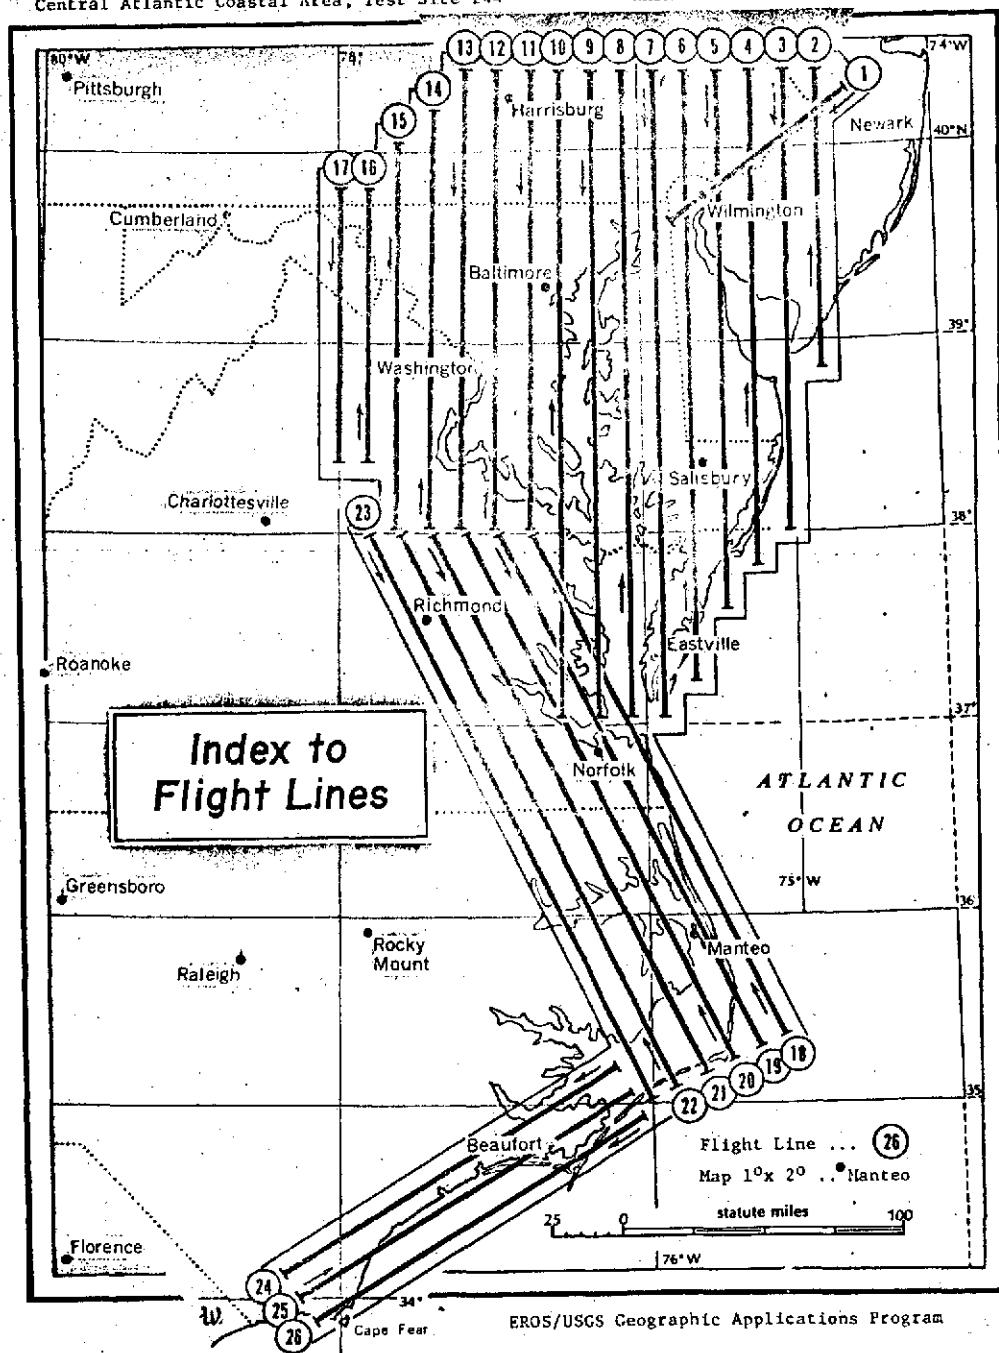 Central Atlantic Coastal Area, Test Site
80°W
78°
13 12 11 10 9 8 7 6 5 4 3 2
74°W
1
Pittsburgh
14
Harrisburg
15
Newark
40°N
17 16
Cumberland
Wilmington
Baltimore
39°
Washington
Salisbury
Charlottesville
23
38°
Richmond
Eastville
Roanoke
37°
Index to
Flight Lines
Norfolk
ATLANTIC
OCEAN
75° W
Greensboro
36
Manteo
Rocky
Mount
Raleigh
18
19
20
21
22
35
Beaufort
Flight Line ... 26
Map 1° x 2° .. Manteo
statute miles
25 0 100
Florence
76° W
24
25
26
34°
Cape Fear
EROS/USGS Geographic Applications Program